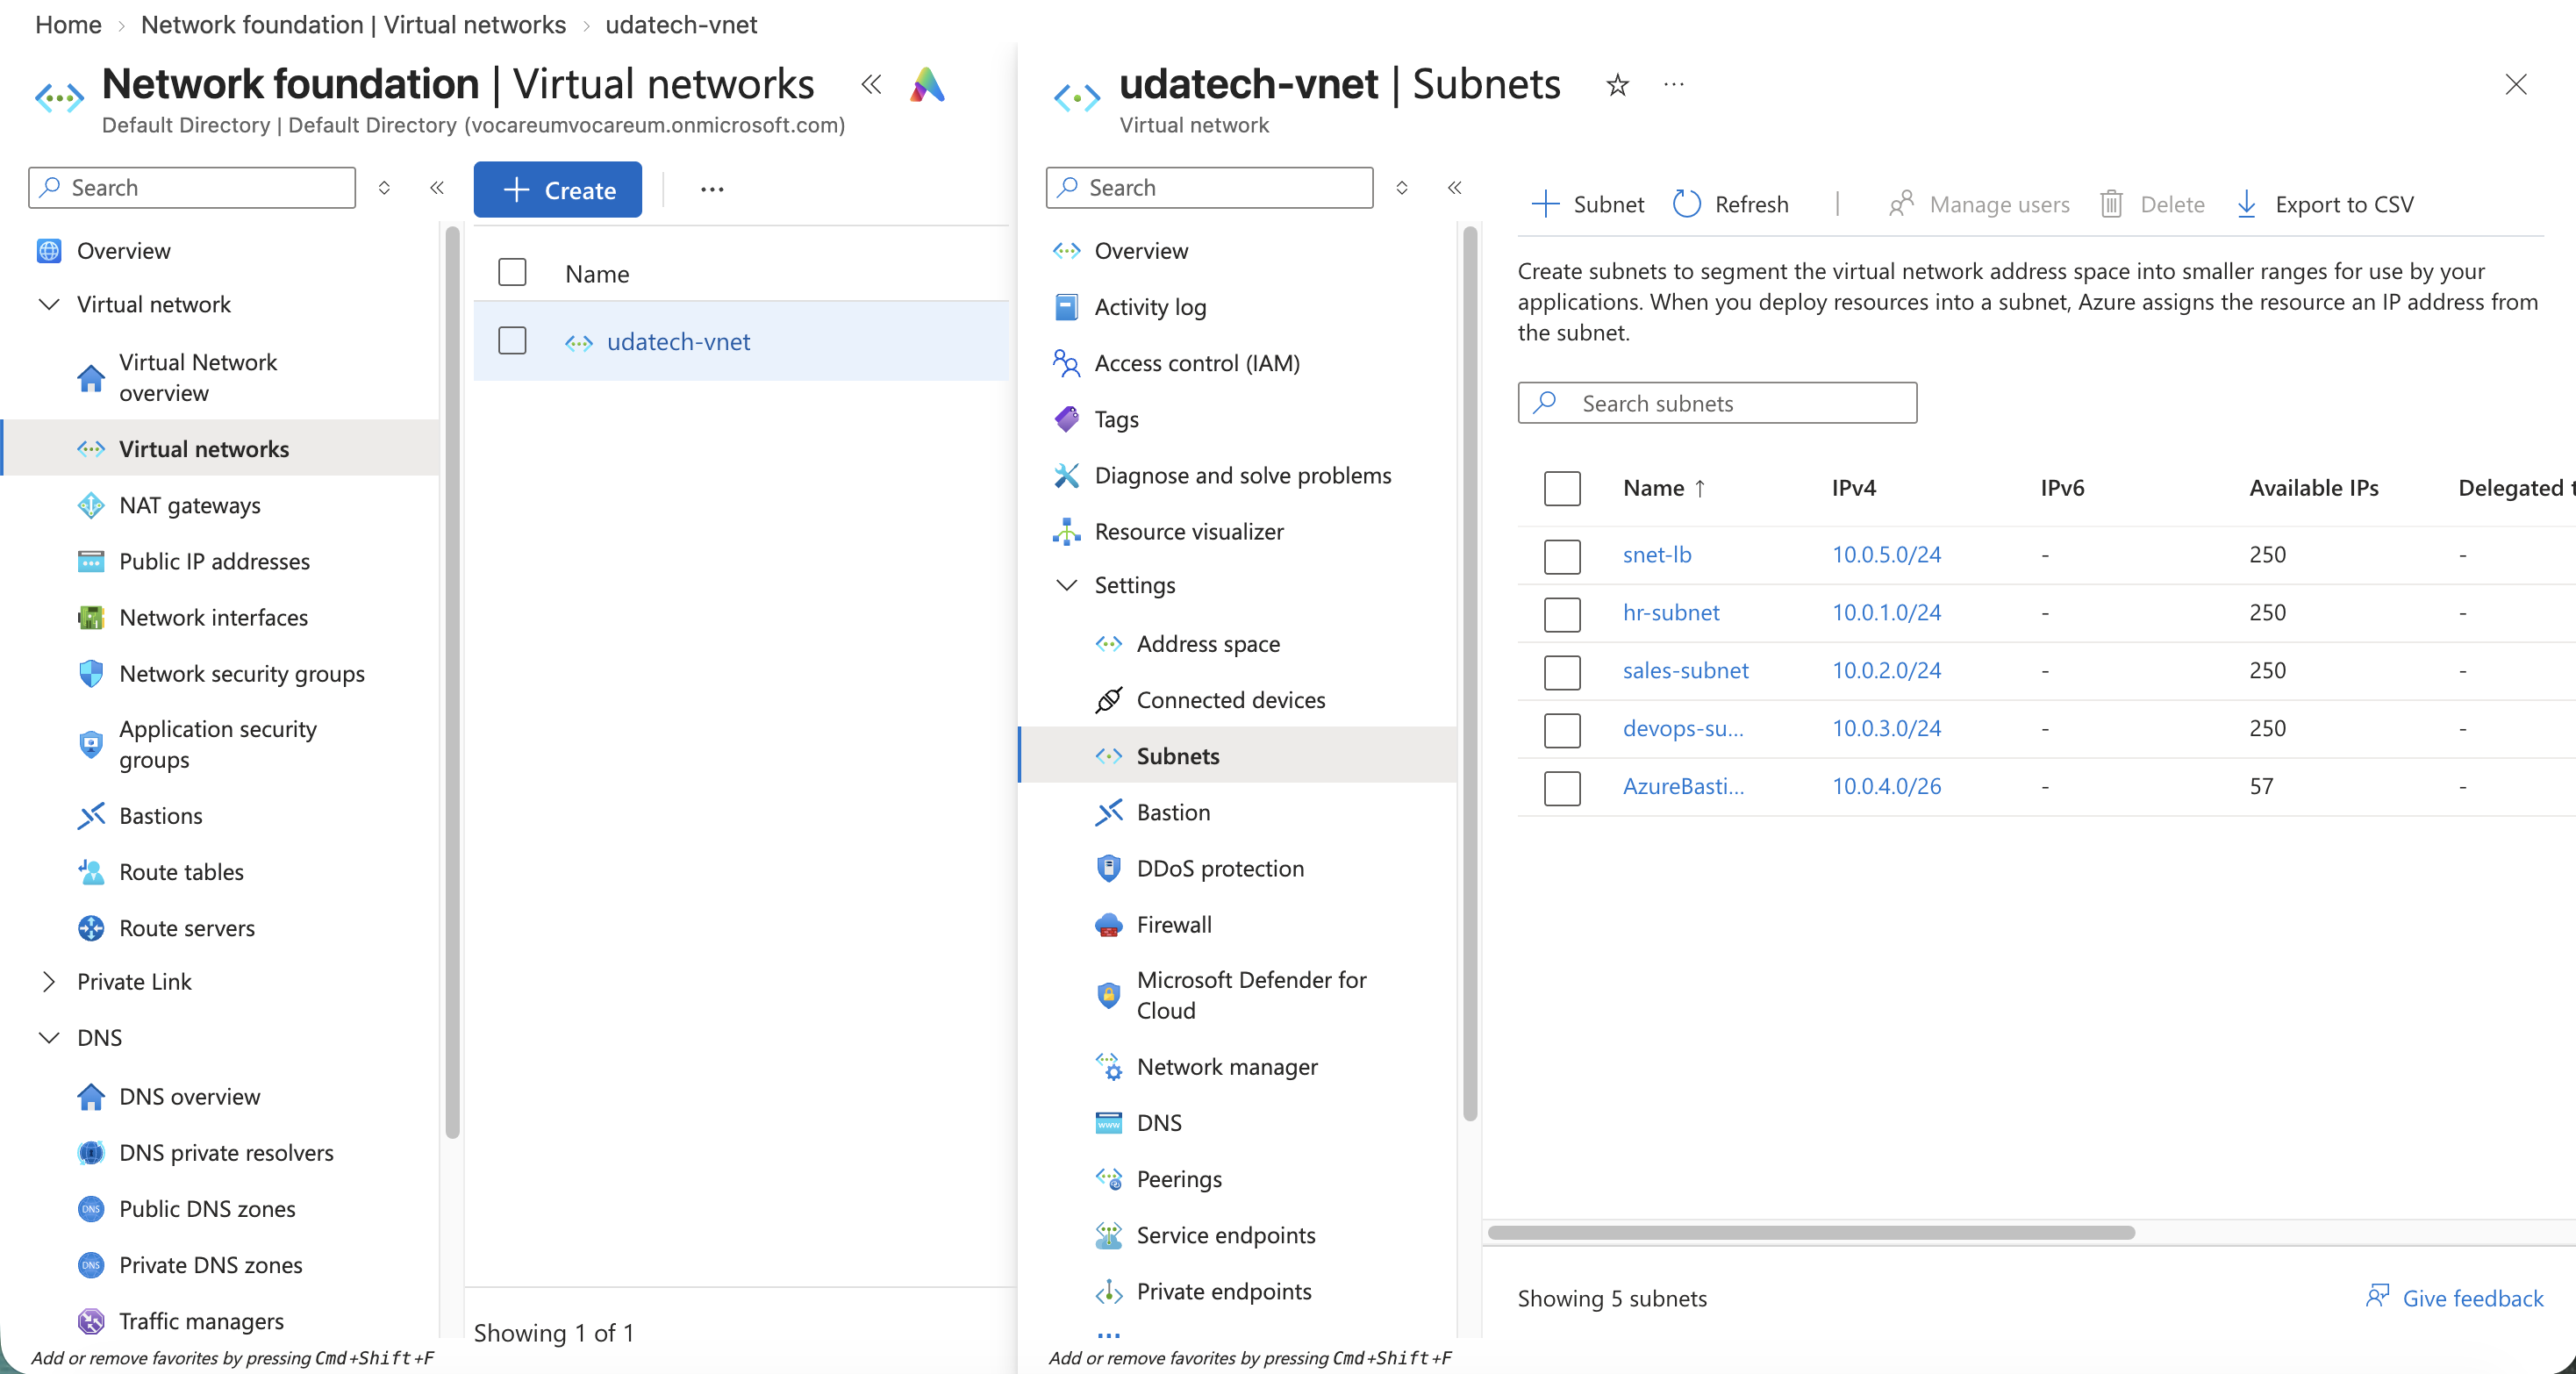 Home > Network foundation | Virtual networks > udatech-vnet
Network foundation | Virtual networks
Default Directory | Default Directory (vocareumvocareum.onmicrosoft.com)
Search
Overview
Virtual network
Virtual Network
overview
Virtual networks
NAT gateways
Public IP addresses
Network interfaces
Network security groups
Application security
groups
Bastions
Route tables
Route servers
Private Link
DNS
DNS overview
DNS private resolvers
Public DNS zones
Private DNS zones
Traffic managers
Add or remove favorites by pressing Cmd+Shift+F
+ Create
...
Name
udatech-vnet
Showing 1 of 1
udatech-vnet | Subnets
...
Virtual network
Search
Overview
Activity log
Access control (IAM)
Tags
Diagnose and solve problems
Resource visualizer
Settings
Address space
Connected devices
Subnets
Bastion
DDoS protection
Firewall
Microsoft Defender for
Cloud
Network manager
DNS
Peerings
Service endpoints
Private endpoints
Add or remove favorites by pressing Cmd+Shift+F
+ Subnet Refresh | Manage users Delete Export to CSV
Create subnets to segment the virtual network address space into smaller ranges for use by your
applications. When you deploy resources into a subnet, Azure assigns the resource an IP address from
the subnet.
Search subnets
Name ↑ IPv4 IPv6 Available IPs Delegated t
snet-lb 10.0.5.0/24 - 250 -
hr-subnet 10.0.1.0/24 - 250 -
sales-subnet 10.0.2.0/24 - 250 -
devops-su... 10.0.3.0/24 - 250 -
AzureBasti... 10.0.4.0/26 - 57 -
Showing 5 subnets
Give feedback